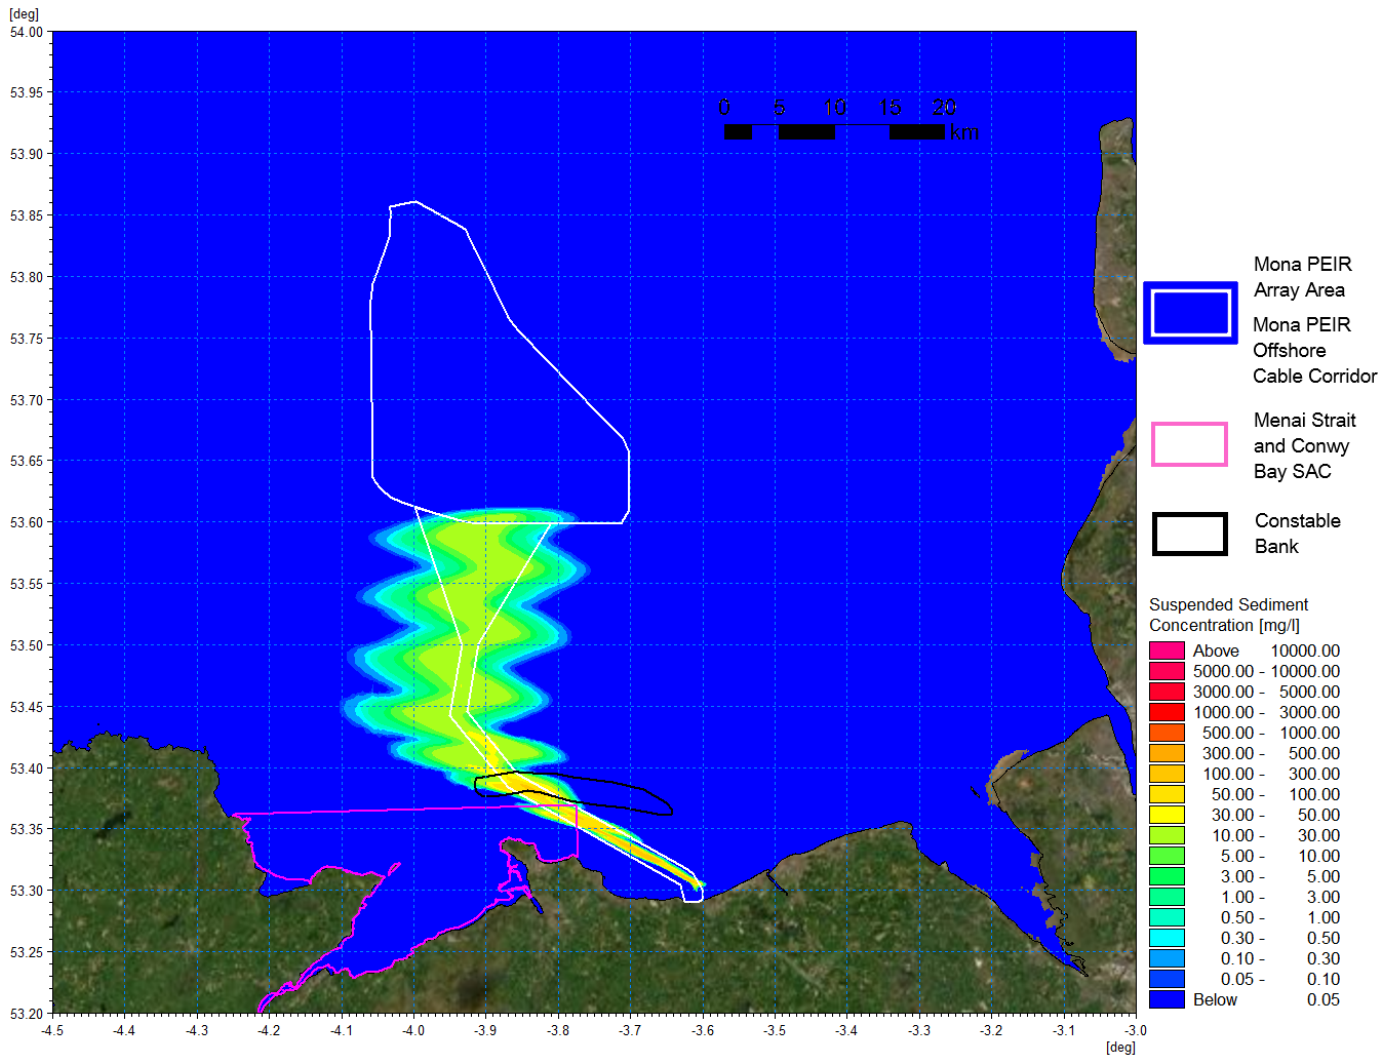 [deg]
54.00
53.95
53.90
53.85
53.80
53.75
53.70
53.65
53.60
53.55
53.50
53.45
53.40
53.35
53.30
53.25
53.20
-4.5 -4.4 -4.3 -4.2 -4.1 -4.0 -3.9 -3.8 -3.7 -3.6 -3.5 -3.4 -3.3 -3.2 -3.1 -3.0
[deg]
0 5 10 15 20
km
Mona PEIR
Array Area
Mona PEIR
Offshore
Cable Corridor
Menai Strait
and Conwy
Bay SAC
Constable
Bank
Suspended Sediment
Concentration [mg/l]
Above 10000.00
5000.00 - 10000.00
3000.00 - 5000.00
1000.00 - 3000.00
500.00 - 1000.00
300.00 - 500.00
100.00 - 300.00
50.00 - 100.00
30.00 - 50.00
10.00 - 30.00
5.00 - 10.00
3.00 - 5.00
1.00 - 3.00
0.50 - 1.00
0.30 - 0.50
0.10 - 0.30
0.05 - 0.10
Below 0.05